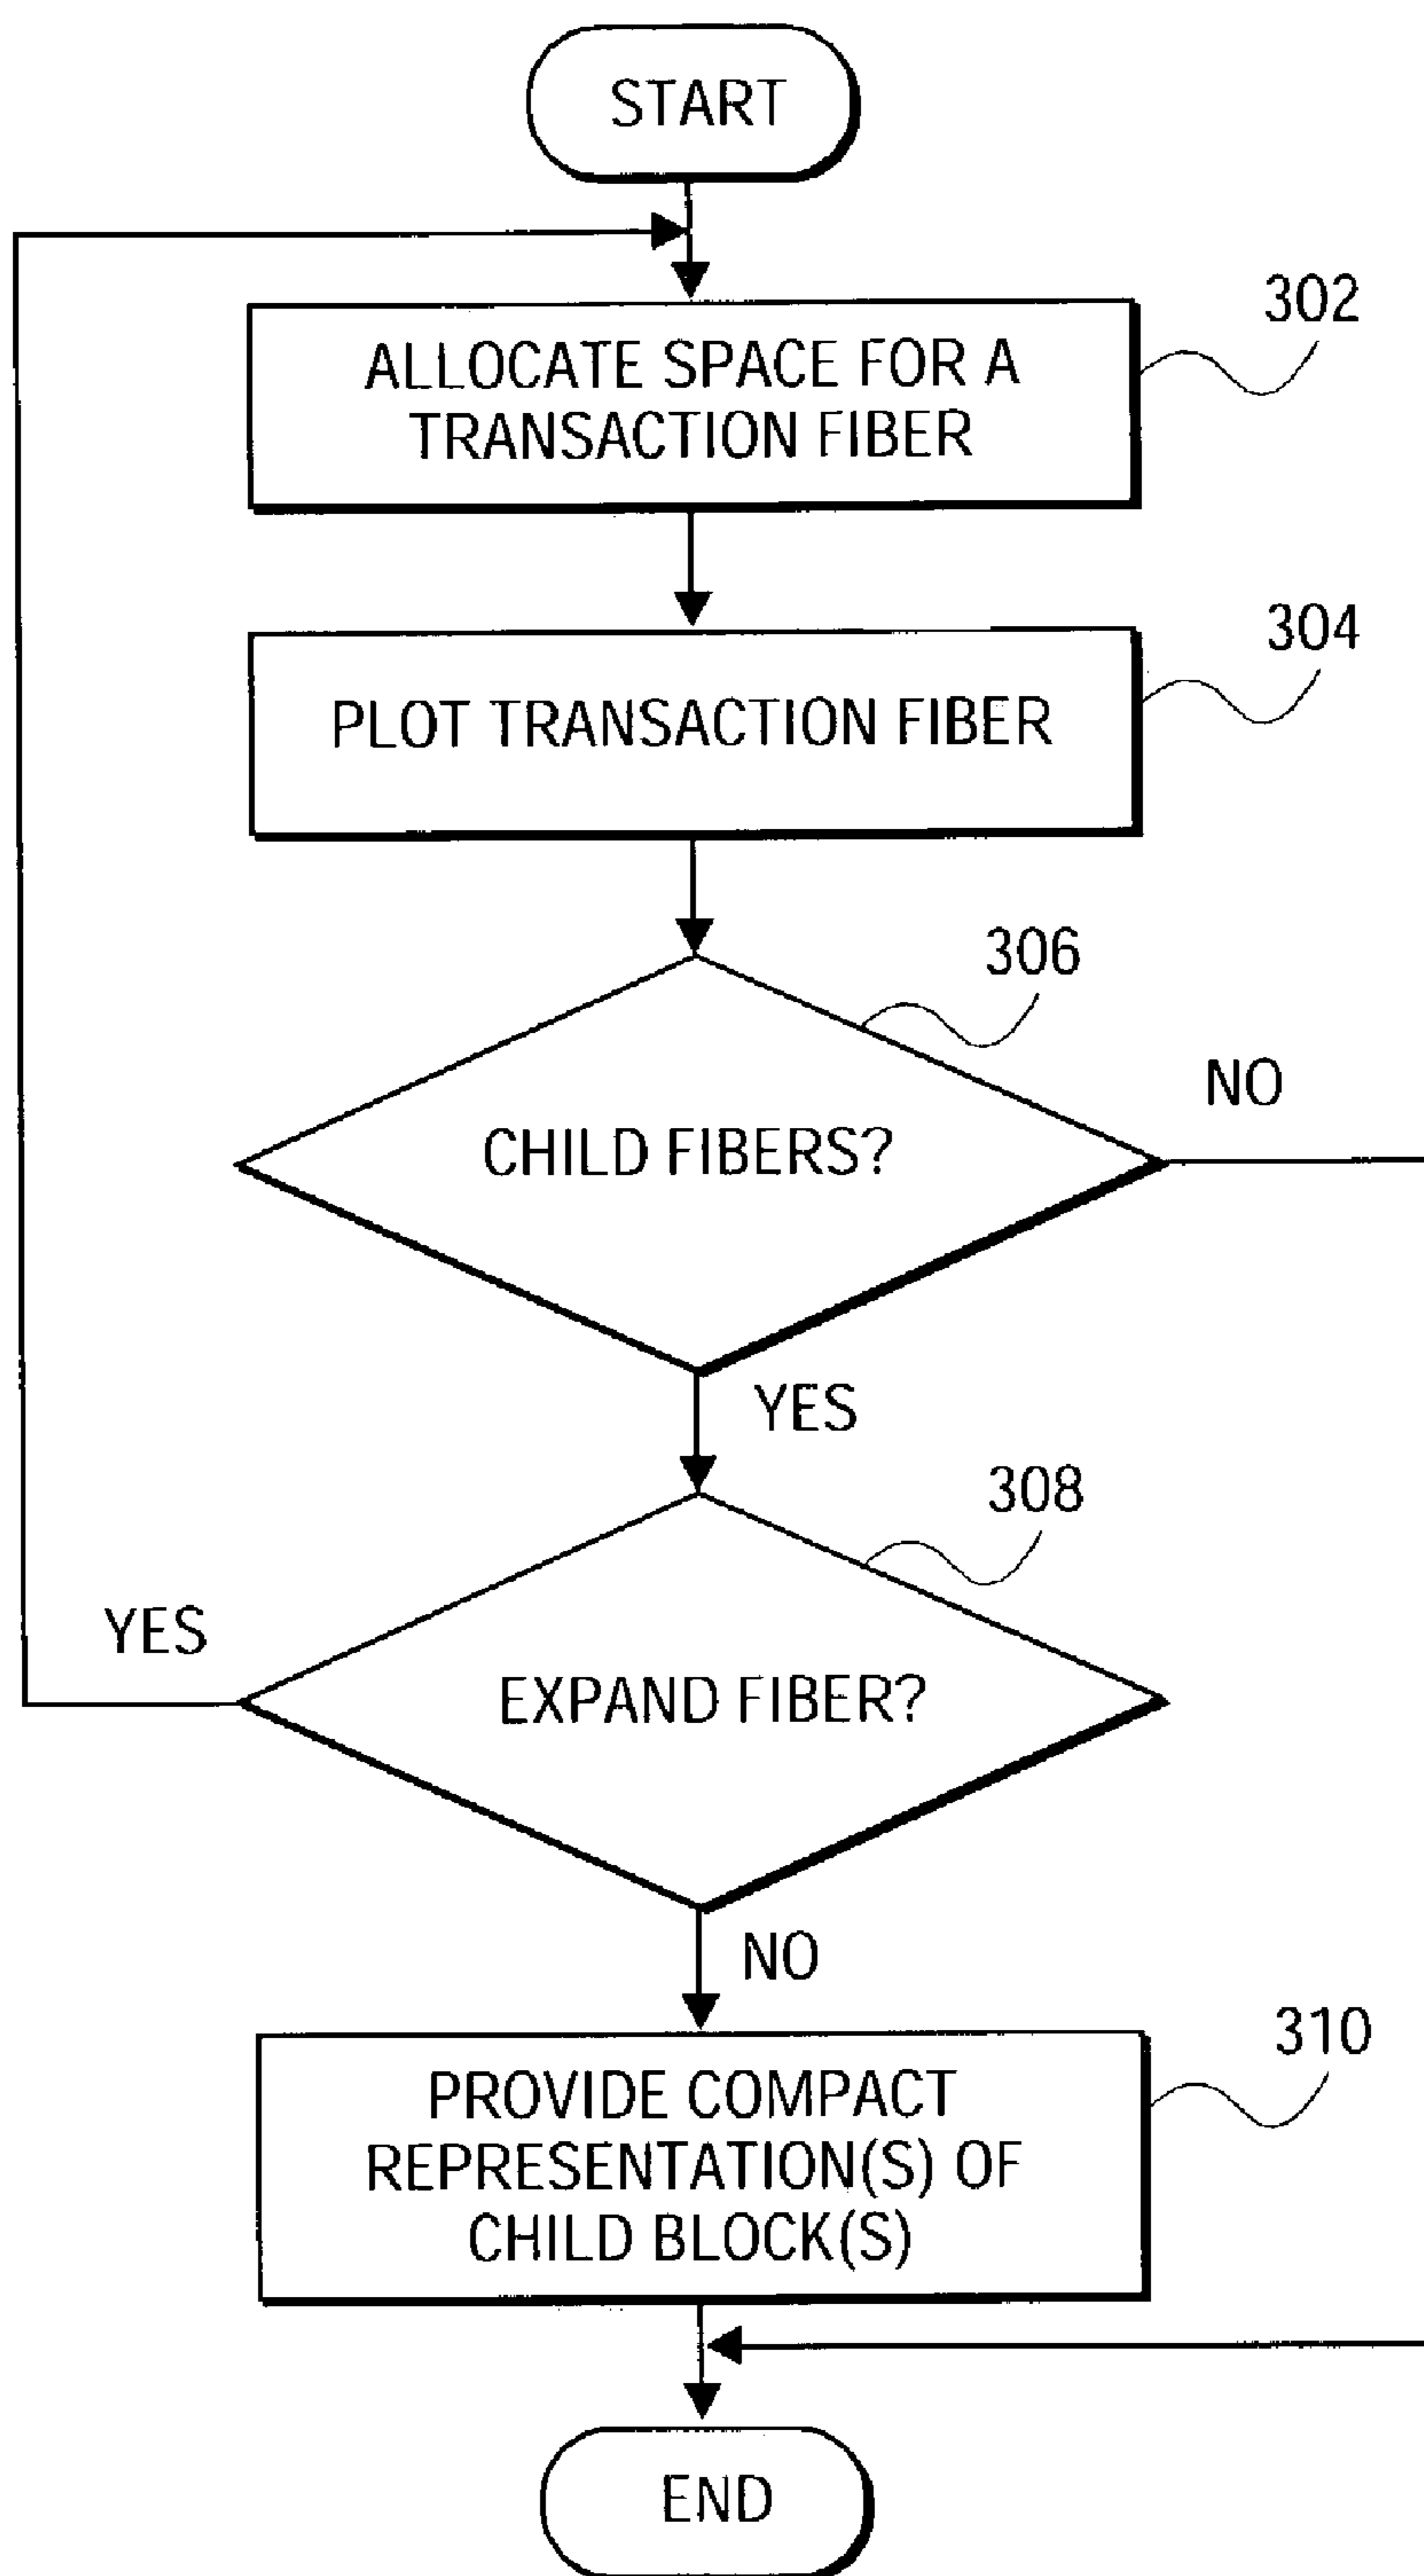 START
302
ALLOCATE SPACE FOR A
TRANSACTION FIBER
304
PLOT TRANSACTION FIBER
306
NO
CHILD FIBERS?
YES
308
YES
EXPAND FIBER?
NO
310
PROVIDE COMPACT
REPRESENTATION(S) OF
CHILD BLOCK(S)
END